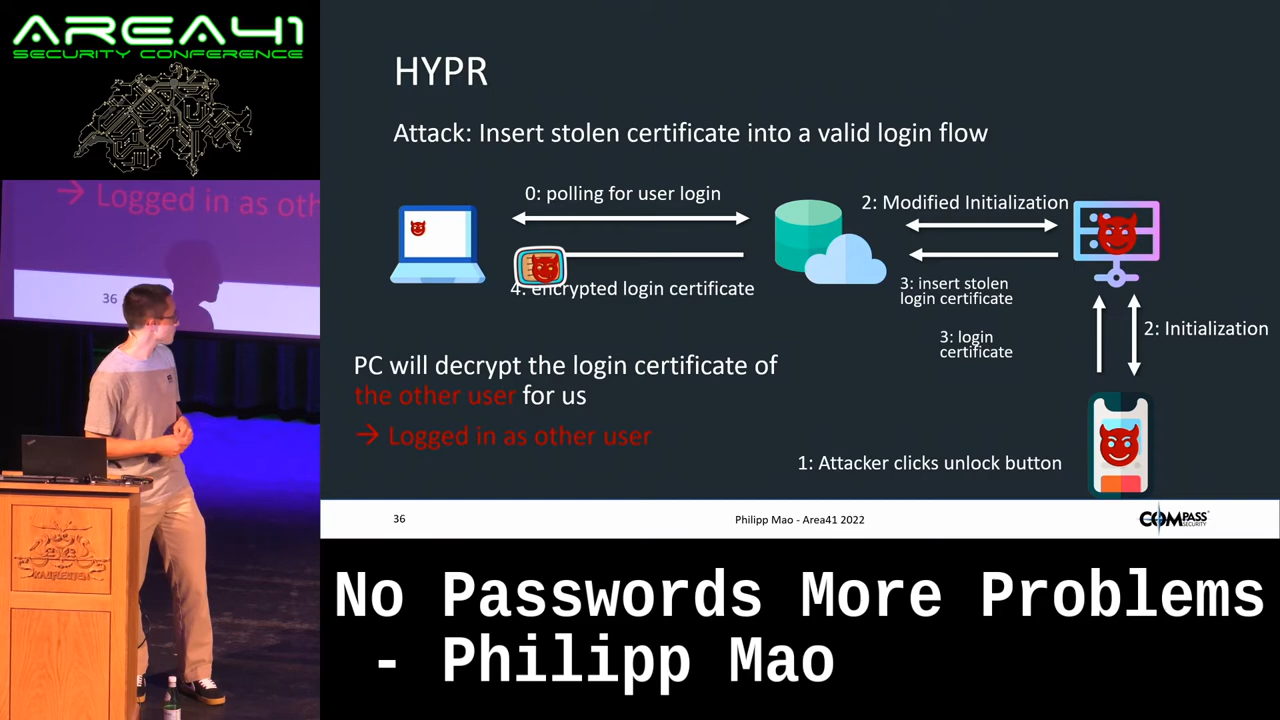 AREA41
SECURITY CONFERENCE
→ Logged in as oth
36
KAUFLEUTEN
HYPR
Attack: Insert stolen certificate into a valid login flow
0: polling for user login
2: Modified Initialization
4: encrypted login certificate
3: insert stolen
login certificate
3: login
certificate
2: Initialization
PC will decrypt the login certificate of
the other user for us
→ Logged in as other user
1: Attacker clicks unlock button
36
Philipp Mao - Area41 2022
COMPASS
SECURITY
No Passwords More Problems
- Philipp Mao